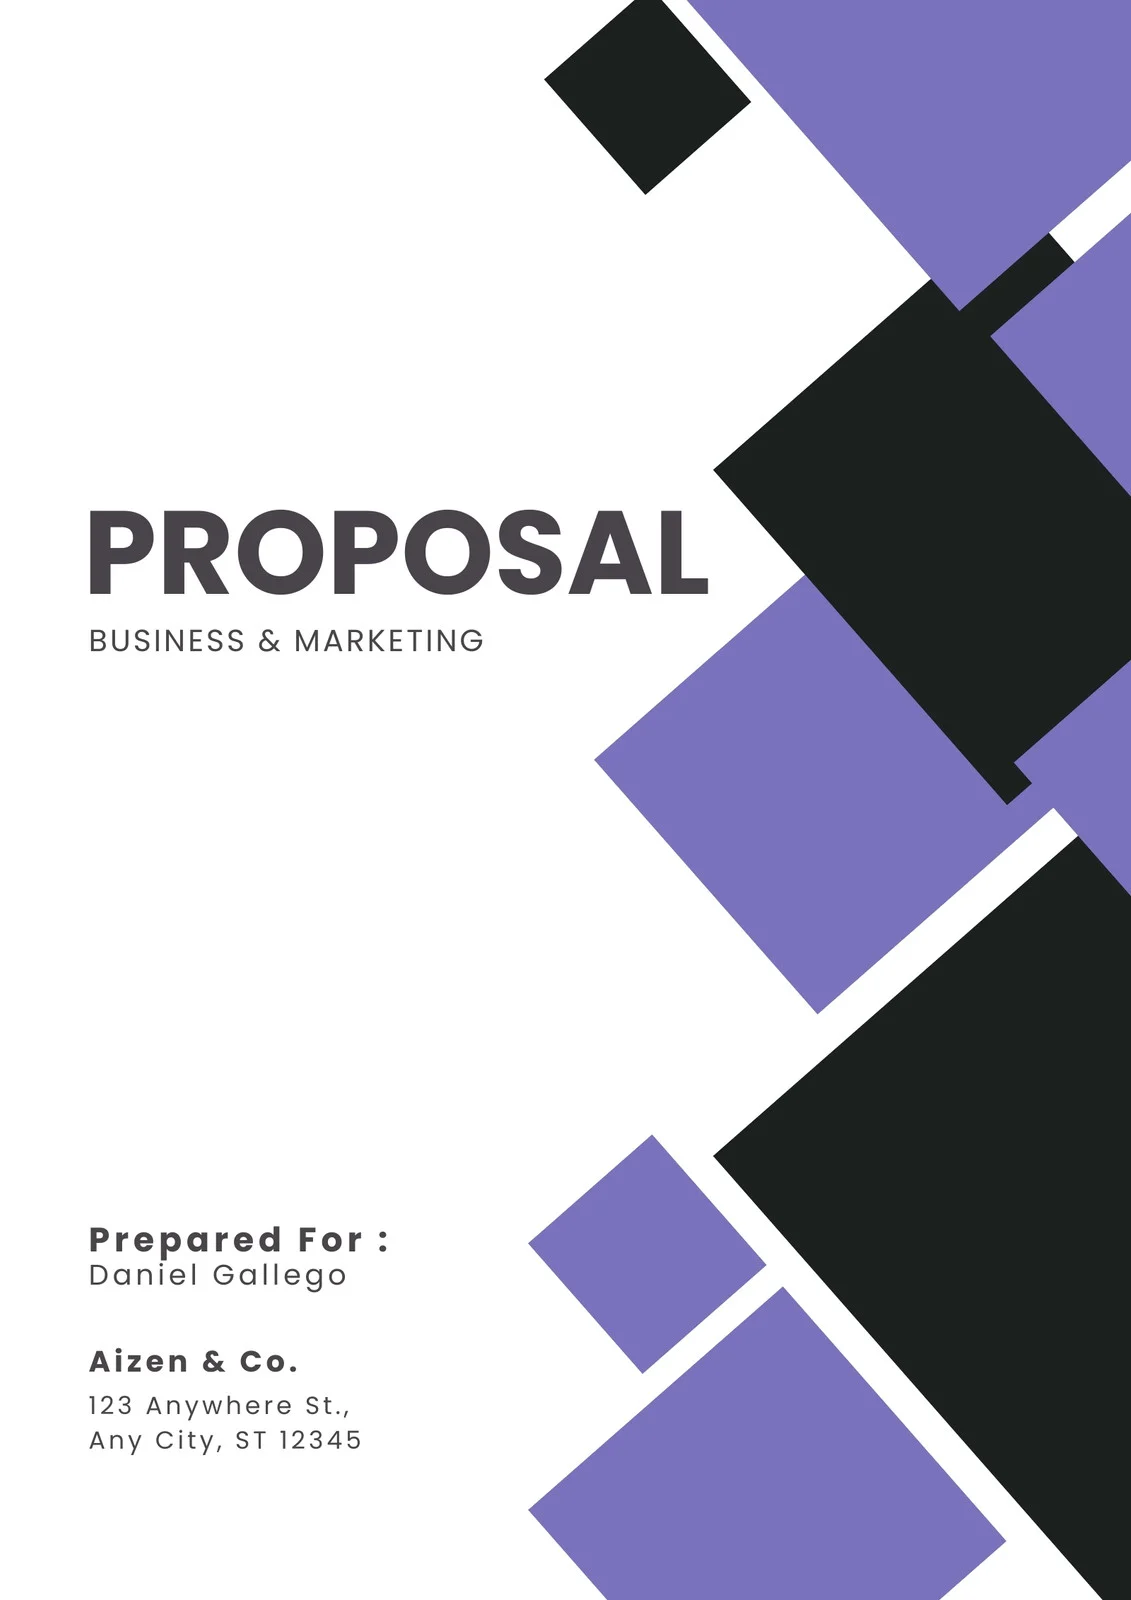 PROPOSAL
BUSINESS & MARKETING
Prepared For :
Daniel Gallego
Aizen & Co.
123 Anywhere St.,
Any City, ST 12345